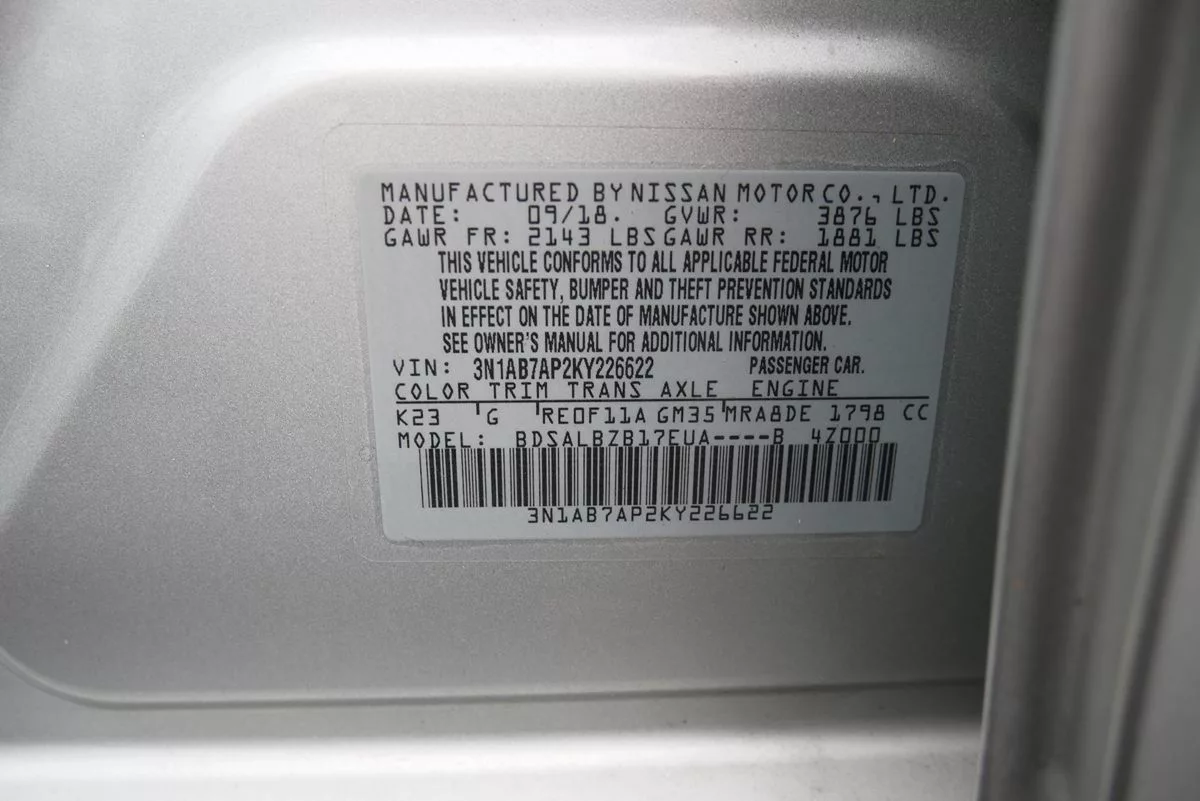 MANUFACTURED BY NISSAN MOTOR CO., LTD.
DATE: 09/18. GVWR: 3876 LBS
GAWR FR: 2143 LBS GAWR RR: 1881 LBS
THIS VEHICLE CONFORMS TO ALL APPLICABLE FEDERAL MOTOR
VEHICLE SAFETY, BUMPER AND THEFT PREVENTION STANDARDS
IN EFFECT ON THE DATE OF MANUFACTURE SHOWN ABOVE.
SEE OWNER'S MANUAL FOR ADDITIONAL INFORMATION.
VIN: 3N1AB7AP2KY226622 PASSENGER CAR.
COLOR TRIM TRANS AXLE ENGINE
K23 G RE0F11A GM35 MRA8DE 1798 CC
MODEL: BDSALBZB17EUA----B 4Z000
3N1AB7AP2KY226622